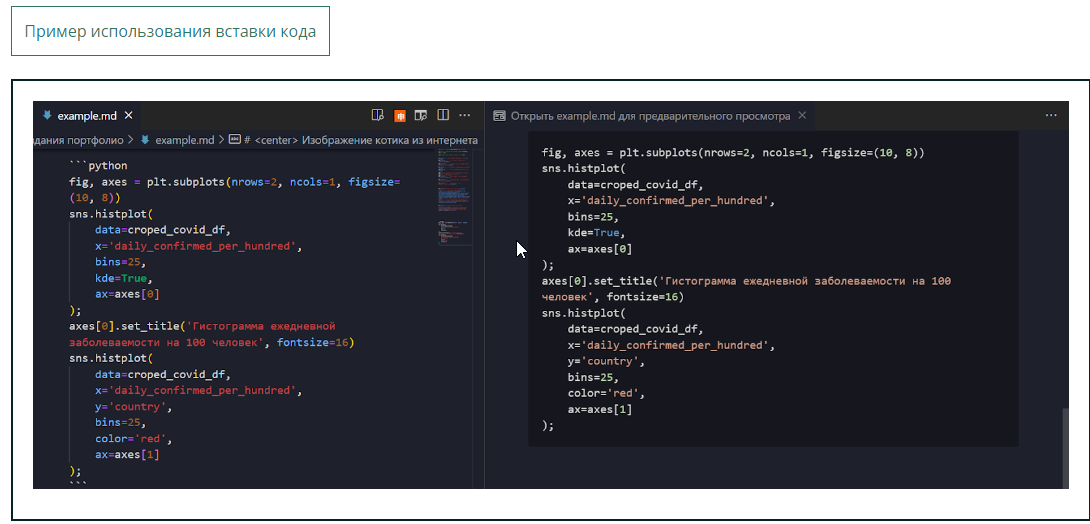 Пример использования вставки кода
example.md
Открыть example.md для предварительного просмотра
здания портфолио > example.md > # <center> Изображение котика из интернета
```python
fig, axes = plt.subplots(nrows=2, ncols=1, figsize=
(10, 8))
sns.histplot(
    data=croped_covid_df,
    x='daily_confirmed_per_hundred',
    bins=25,
    kde=True,
    ax=axes[0]
);
axes[0].set_title('Гистограмма ежедневной
заболеваемости на 100 человек', fontsize=16)
sns.histplot(
    data=croped_covid_df,
    x='daily_confirmed_per_hundred',
    y='country',
    bins=25,
    color='red',
    ax=axes[1]
);
```
fig, axes = plt.subplots(nrows=2, ncols=1, figsize=(10, 8))
sns.histplot(
    data=croped_covid_df,
    x='daily_confirmed_per_hundred',
    bins=25,
    kde=True,
    ax=axes[0]
);
axes[0].set_title('Гистограмма ежедневной заболеваемости на 100
человек', fontsize=16)
sns.histplot(
    data=croped_covid_df,
    x='daily_confirmed_per_hundred',
    y='country',
    bins=25,
    color='red',
    ax=axes[1]
);